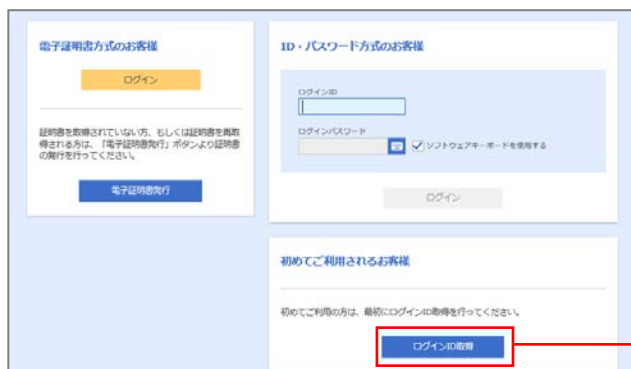 電子証明書方式のお客様
ログイン
証明書を取得されていない方、もしくは証明書を再取
得される方は、「電子証明書発行」ボタンより証明書
の発行を行ってください。
電子証明書発行
ID・パスワード方式のお客様
ログインID
ログインパスワード
ソフトウェアキーボードを使用する
ログイン
初めてご利用されるお客様
初めてご利用の方は、最初にログインID取得を行ってください。
ログインID取得